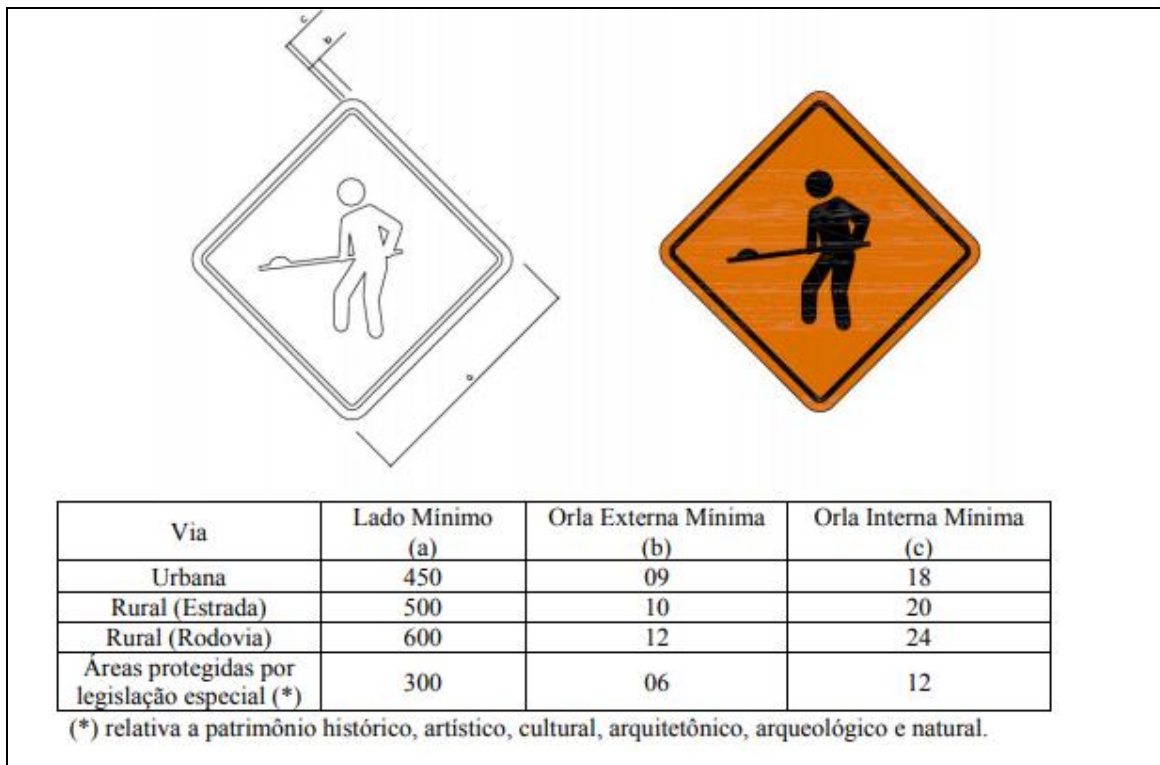 c
b
a
Via
Lado Mínimo
(a)
Orla Externa Mínima
(b)
Orla Interna Mínima
(c)
Urbana
450
09
18
Rural (Estrada)
500
10
20
Rural (Rodovia)
600
12
24
Áreas protegidas por
legislação especial (*)
300
06
12
(*) relativa a patrimônio histórico, artístico, cultural, arquitetônico, arqueológico e natural.